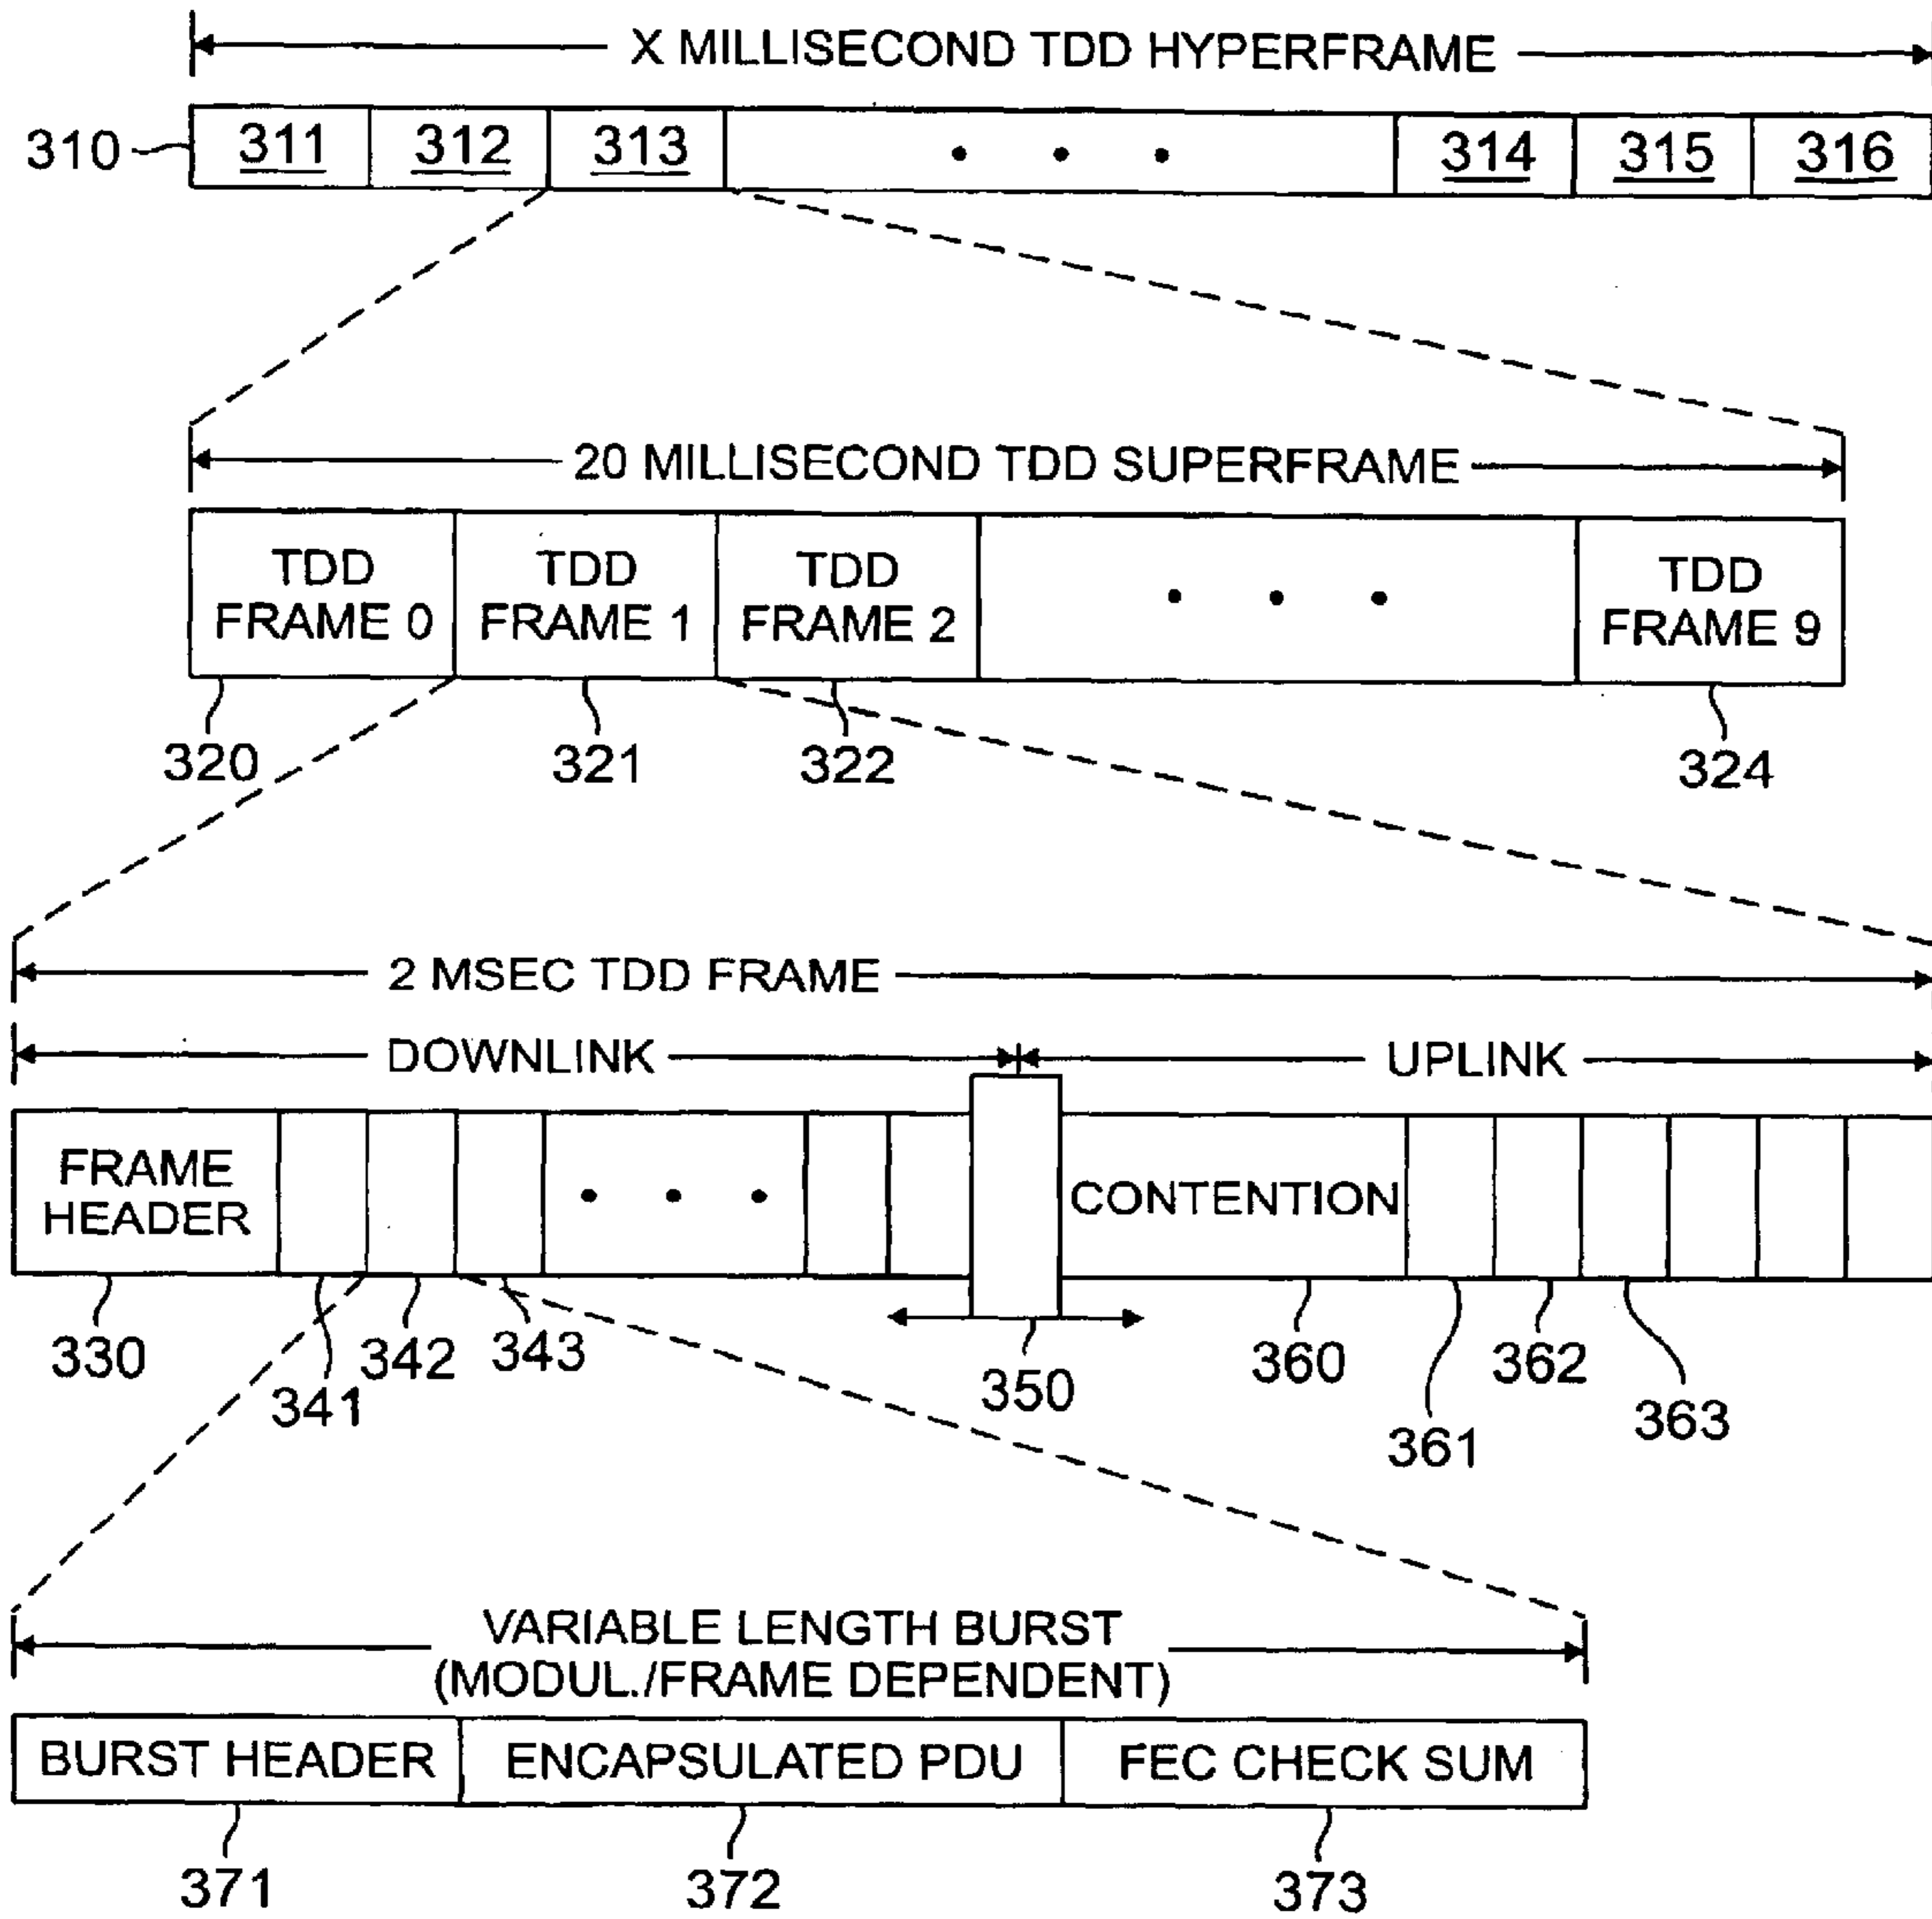 X MILLISECOND TDD HYPERFRAME
310 311 312 313 • • • 314 315 316
20 MILLISECOND TDD SUPERFRAME
TDD FRAME 0
TDD FRAME 1
TDD FRAME 2
• • •
TDD FRAME 9
320 321 322 324
2 MSEC TDD FRAME
DOWNLINK UPLINK
FRAME
HEADER
• • •
CONTENTION
330 341 342 343 350 360 361 362 363
VARIABLE LENGTH BURST
(MODUL./FRAME DEPENDENT)
BURST HEADER ENCAPSULATED PDU FEC CHECK SUM
371 372 373